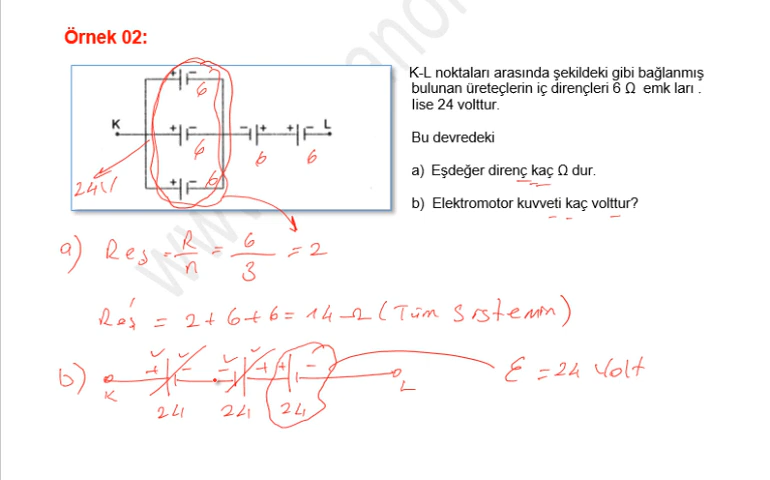 Örnek 02:
K-L noktaları arasında şekildeki gibi bağlanmış
bulunan üreteçlerin iç dirençleri 6 Ω emk ları .
Iise 24 volttur.
Bu devredeki
a) Eşdeğer direnç kaç Ω dur.
b) Elektromotor kuvveti kaç volttur?
+ - 6
K + - 6 - + 6 + - 6 L
24V
+ - 6
a) Reş = R/n = 6/3 = 2
Reş = 2+6+6 = 14 Ω (Tüm Sistemin)
b) K + - - + + - L
24 24 24
ε = 24 Volt